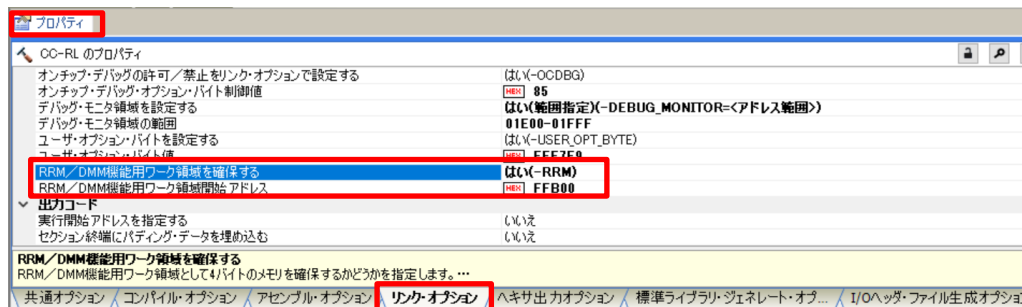 プロパティ
CC-RL のプロパティ
オンチップ・デバッグの許可/禁止をリンク・オプションで設定する はい(-OCDBG)
オンチップ・デバッグ・オプション・バイト制御値 HEX 85
デバッグ・モニタ領域を設定する はい(範囲指定)(-DEBUG_MONITOR=<アドレス範囲>)
デバッグ・モニタ領域の範囲 01E00-01FFF
ユーザ・オプション・バイトを設定する はい(-USER_OPT_BYTE)
ユーザ・オプション・バイト値 HEX EFF7E9
RRM/DMM機能用ワーク領域を確保する はい(-RRM)
RRM/DMM機能用ワーク領域開始アドレス HEX FFB00
出力コード
実行開始アドレスを指定する いいえ
セクション終端にパディング・データを埋め込む いいえ
RRM/DMM機能用ワーク領域を確保する
RRM/DMM機能用ワーク領域として4バイトのメモリを確保するかどうかを指定します。…
共通オプション コンパイル・オプション アセンブル・オプション リンク・オプション ヘキサ出力オプション 標準ライブラリ・ジェネレート・オプ... I/Oヘッダ・ファイル生成オプショ